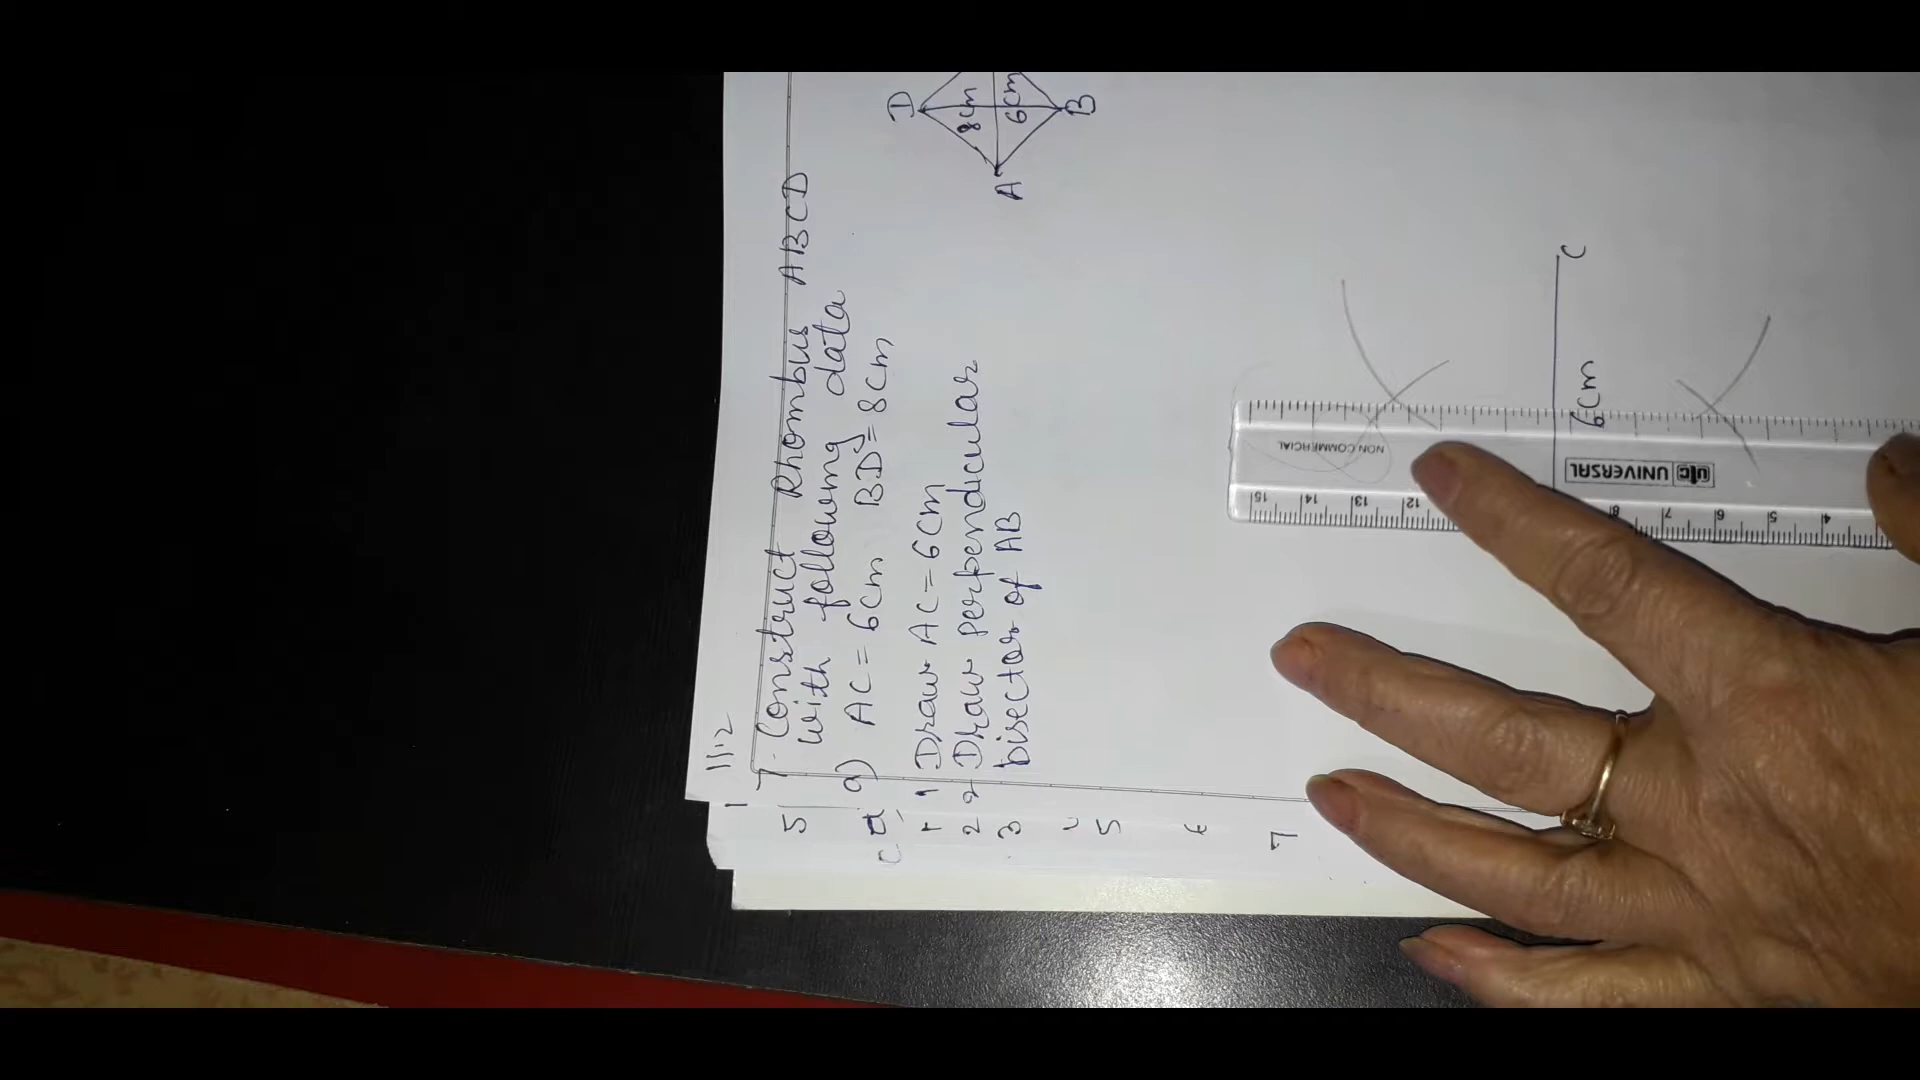 11.2
7. Construct Rhombus ABCD
with following data
a) AC = 6cm BD = 8cm
1 Draw AC = 6cm
2 Draw perpendicular
bisector of AB
D
8cm
6cm
B
A
C
6cm
NON COMMERCIAL
UNIVERSAL
15 14 13 12 8 7 6 5 4
5
1
2
3
5
7